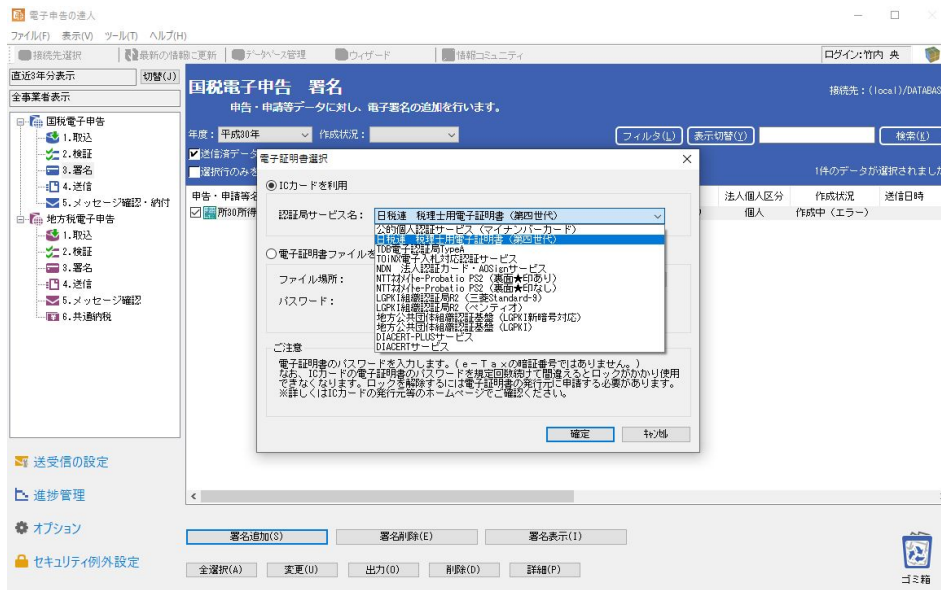 電子申告の達人
ファイル(F) 表示(V) ツール(T) ヘルプ(H)
接続先選択 最新の情報に更新 データベース管理 ウィザード 情報コミュニティ ログイン:竹内 央
直近3年分表示 切替(J)
全事業者表示
国税電子申告
1.取込
2.検証
3.署名
4.送信
5.メッセージ確認・納付
地方税電子申告
1.取込
2.検証
3.署名
4.送信
5.メッセージ確認
6.共通納税
送受信の設定
進捗管理
オプション
セキュリティ例外設定
国税電子申告 署名
接続先:(local)/DATABAS
申告・申請等データに対し、電子署名の追加を行います。
年度: 平成30年 作成状況: フィルタ(L) 表示切替(Y) 検索(K)
送信済データ
選択行のみを 1件のデータが選択されました
申告・申請等名 法人個人区分 作成状況 送信日時
所30所得 個人 作成中(エラー)
電子証明書選択
ICカードを利用
認証局サービス名: 日税連 税理士用電子証明書(第四世代)
公的個人認証サービス(マイナンバーカード)
日税連 税理士用電子証明書(第四世代)
TDB電子認証局TypeA
TOiNX電子入札対応認証サービス
NDN 法人認証カード・AOSignサービス
NTTネオメイトe-Probatio PS2(裏面★印あり)
NTTネオメイトe-Probatio PS2(裏面★印なし)
LGPKI組織認証局R2(三菱Standard-9)
LGPKI組織認証局R2(ベンティオ)
地方公共団体組織認証基盤(LGPKI新暗号対応)
地方公共団体組織認証基盤(LGPKI)
DIACERT-PLUSサービス
DIACERTサービス
電子証明書ファイルを
ファイル場所:
パスワード:
ご注意
電子証明書のパスワードを入力します。(e-Taxの暗証番号ではありません。)
なお、ICカードの電子証明書のパスワードを規定回数続けて間違えるとロックがかかり使用
できなくなります。ロックを解除するには電子証明書の発行元に申請する必要があります。
※詳しくはICカードの発行元等のホームページでご確認ください。
確定 キャンセル
署名追加(S) 署名削除(E) 署名表示(I)
全選択(A) 変更(U) 出力(O) 削除(D) 詳細(P)
ゴミ箱